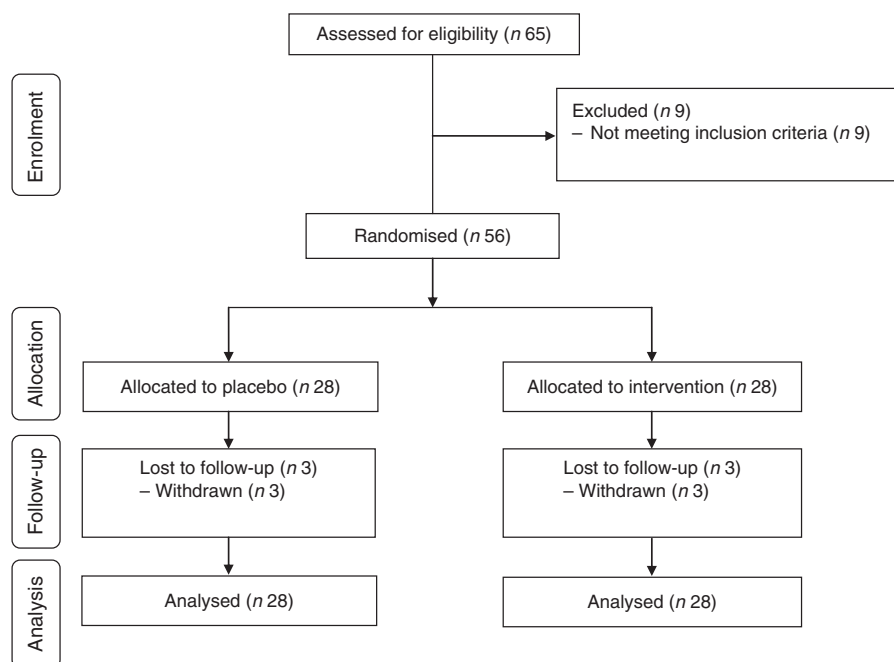 Assessed for eligibility (n 65)
Enrolment
Excluded (n 9)
– Not meeting inclusion criteria (n 9)
Randomised (n 56)
Allocation
Allocated to placebo (n 28)
Allocated to intervention (n 28)
Follow-up
Lost to follow-up (n 3)
– Withdrawn (n 3)
Lost to follow-up (n 3)
– Withdrawn (n 3)
Analysis
Analysed (n 28)
Analysed (n 28)